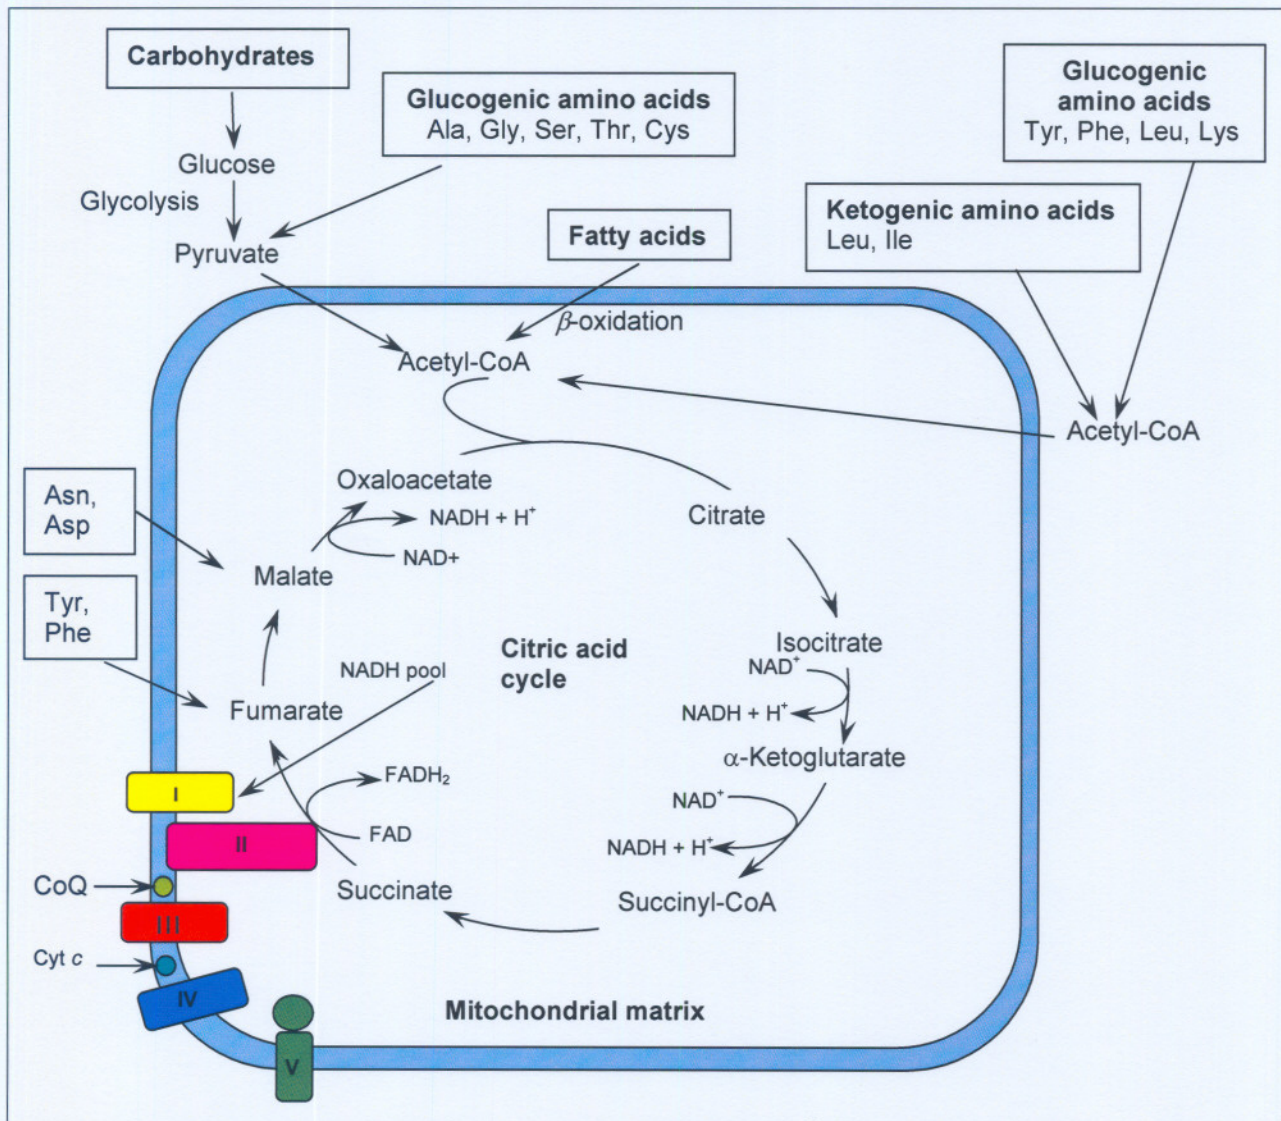 Carbohydrates
Glucogenic amino acids
Ala, Gly, Ser, Thr, Cys
Glucogenic
amino acids
Tyr, Phe, Leu, Lys
Glucose
Glycolysis
Ketogenic amino acids
Leu, Ile
Fatty acids
Pyruvate
β-oxidation
Acetyl-CoA
Acetyl-CoA
Oxaloacetate
Asn,
Asp
NADH + H⁺
Citrate
NAD+
Malate
Tyr,
Phe
Isocitrate
Citric acid
cycle
NAD⁺
NADH pool
Fumarate
NADH + H⁺
α-Ketoglutarate
FADH₂
I
NAD⁺
FAD
II
NADH + H⁺
CoQ
Succinate
Succinyl-CoA
III
Cyt c
IV
Mitochondrial matrix
V